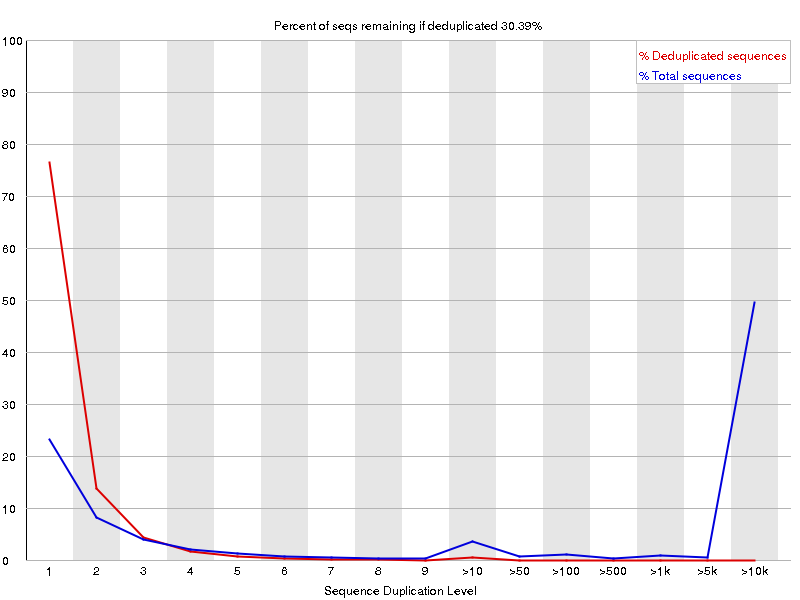 Percent of seqs remaining if deduplicated 30.39%
% Deduplicated sequences
% Total sequences
100
90
80
70
60
50
40
30
20
10
0
1 2 3 4 5 6 7 8 9 >10 >50 >100 >500 >1k >5k >10k
Sequence Duplication Level